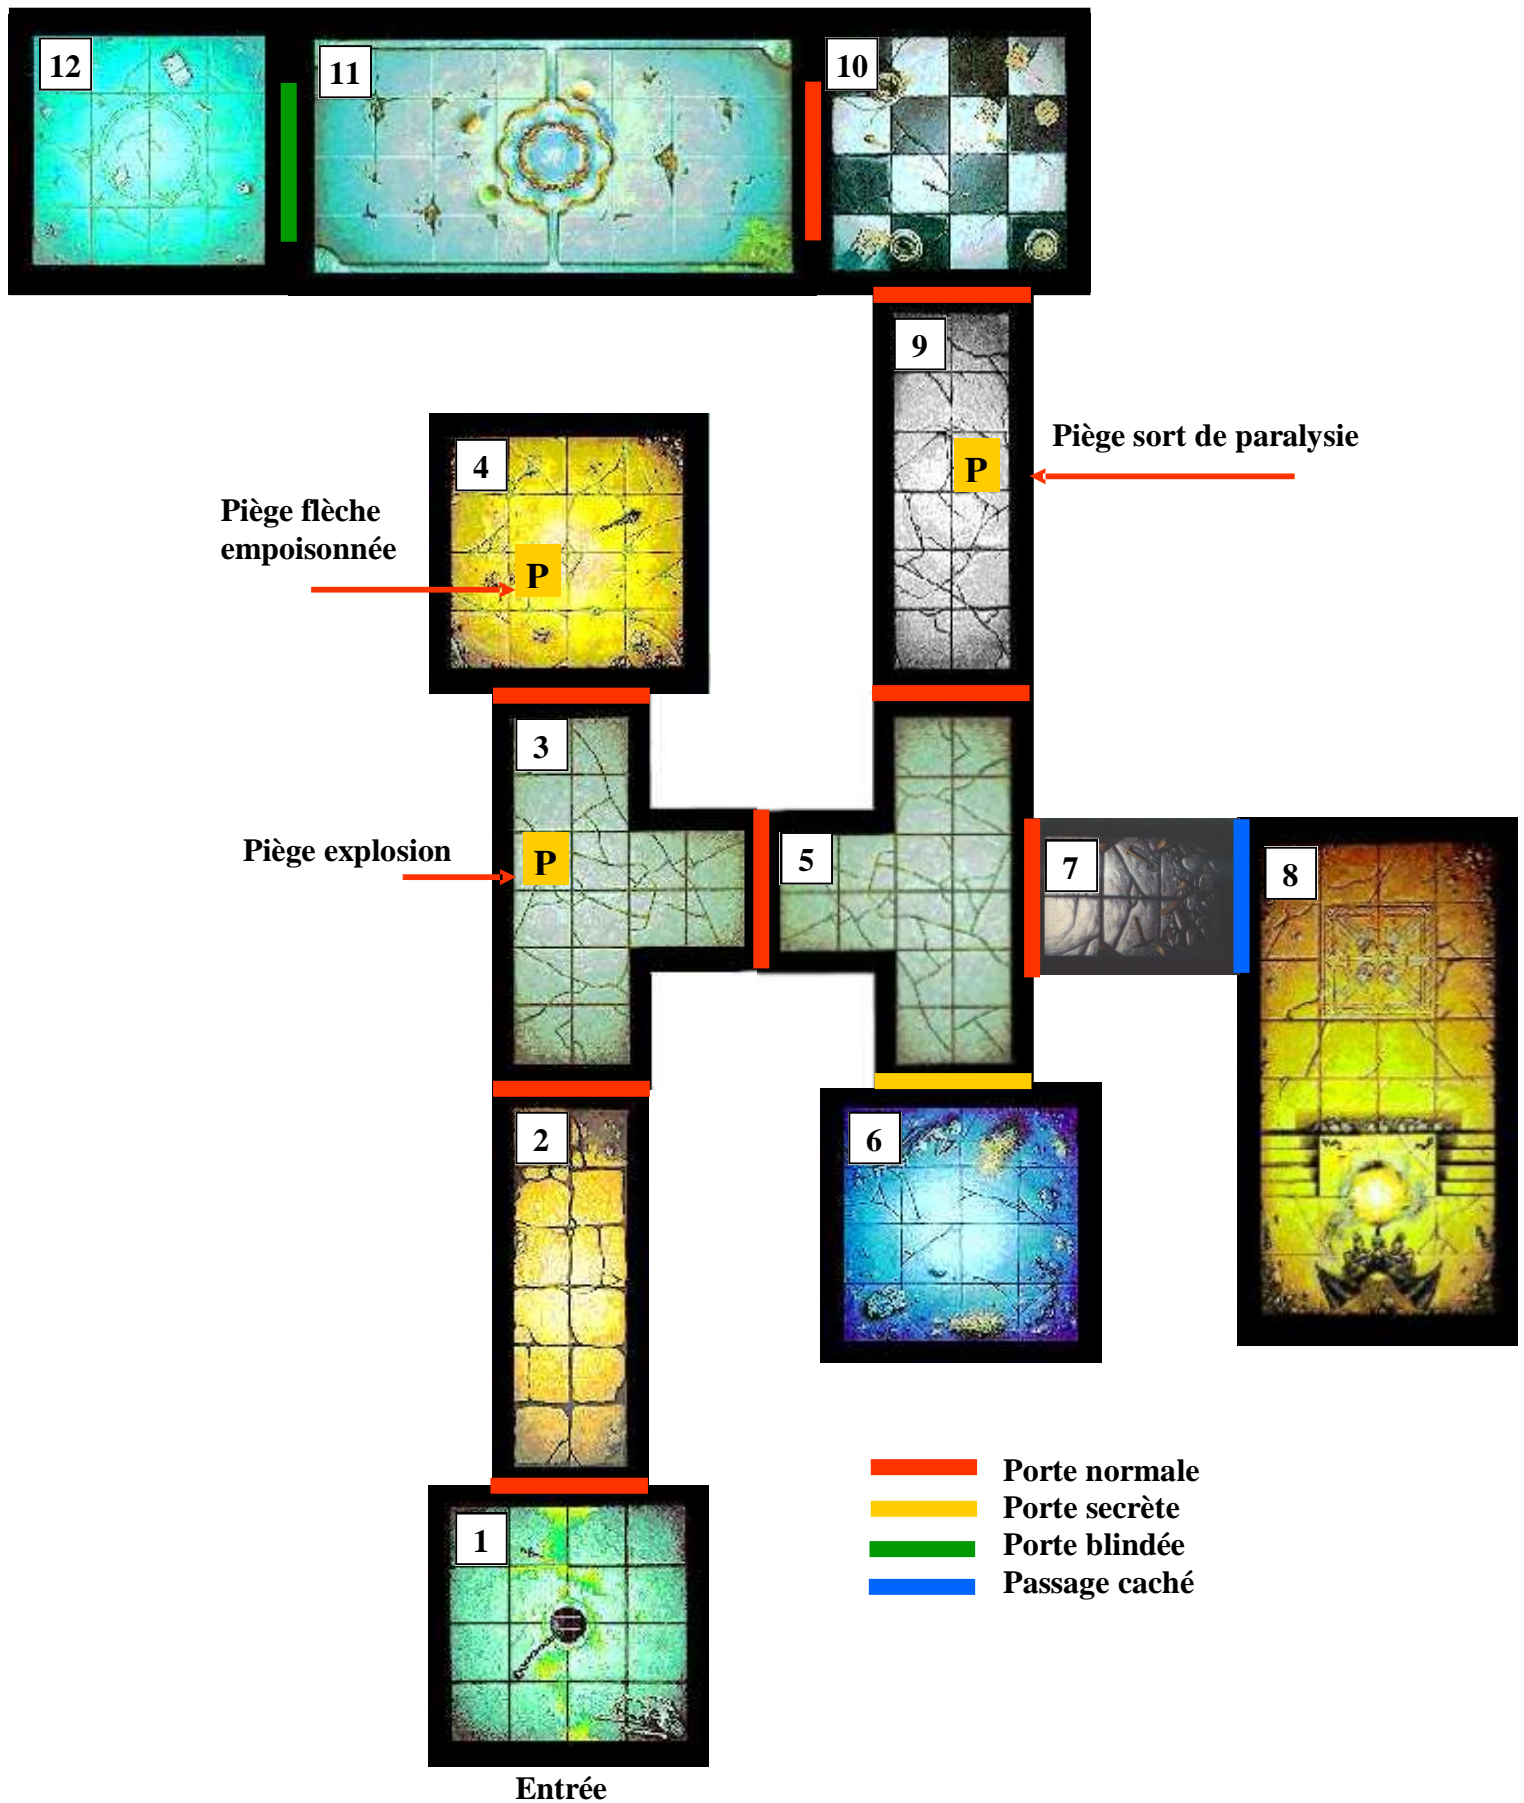 12
11
10
9
Piège sort de paralysie
P
4
Piège flèche
empoisonnée
P
3
Piège explosion
P
5
7
8
2
6
Porte normale
Porte secrète
Porte blindée
Passage caché
1
Entrée